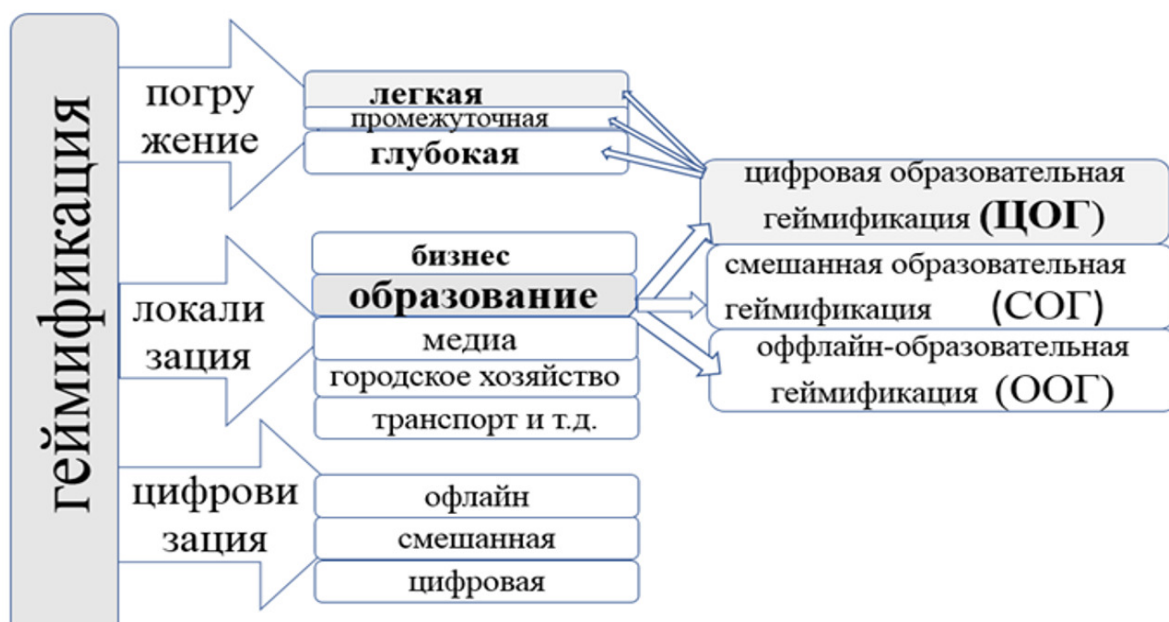 геймификация
погру
жение
легкая
промежуточная
глубокая
локали
зация
бизнес
образование
медиа
городское хозяйство
транспорт и т.д.
цифрови
зация
офлайн
смешанная
цифровая
цифровая образовательная
геймификация (ЦОГ)
смешанная образовательная
геймификация (СОГ)
оффлайн-образовательная
геймификация (ООГ)